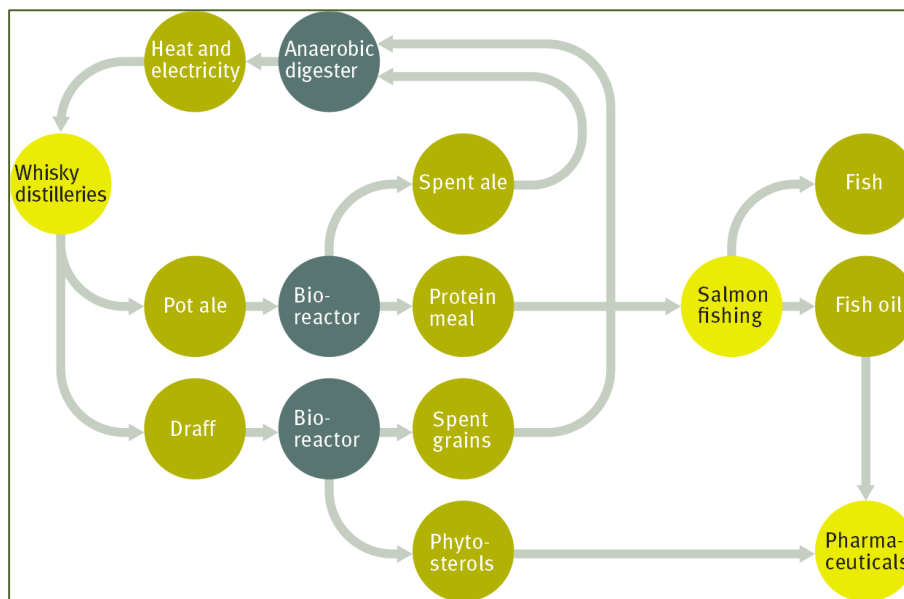 Heat and
electricity
Anaerobic
digester
Whisky
distilleries
Spent ale
Fish
Pot ale
Bio-
reactor
Protein
meal
Salmon
fishing
Fish oil
Draff
Bio-
reactor
Spent
grains
Phyto-
sterols
Pharma-
ceuticals